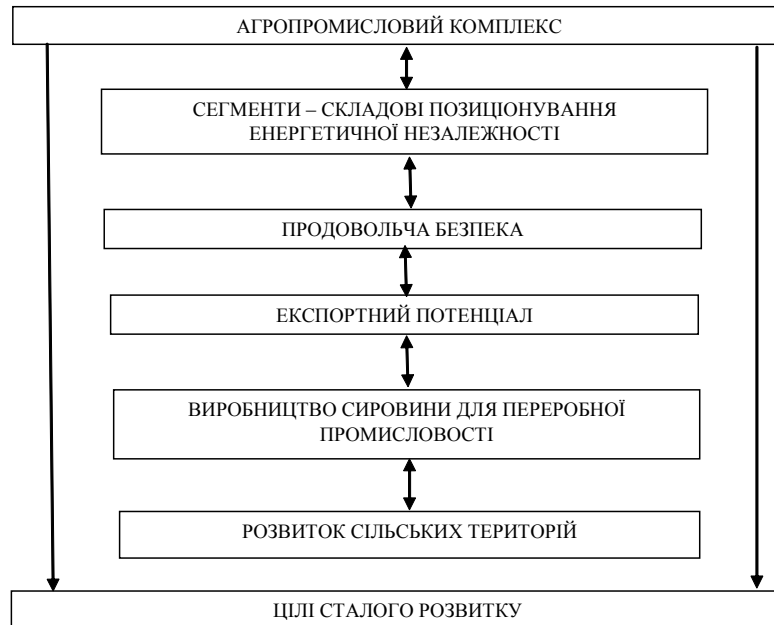 АГРОПРОМИСЛОВИЙ КОМПЛЕКС
СЕГМЕНТИ – СКЛАДОВІ ПОЗИЦІОНУВАННЯ
ЕНЕРГЕТИЧНОЇ НЕЗАЛЕЖНОСТІ
ПРОДОВОЛЬЧА БЕЗПЕКА
ЕКСПОРТНИЙ ПОТЕНЦІАЛ
ВИРОБНИЦТВО СИРОВИНИ ДЛЯ ПЕРЕРОБНОЇ
ПРОМИСЛОВОСТІ
РОЗВИТОК СІЛЬСЬКИХ ТЕРИТОРІЙ
ЦІЛІ СТАЛОГО РОЗВИТКУ